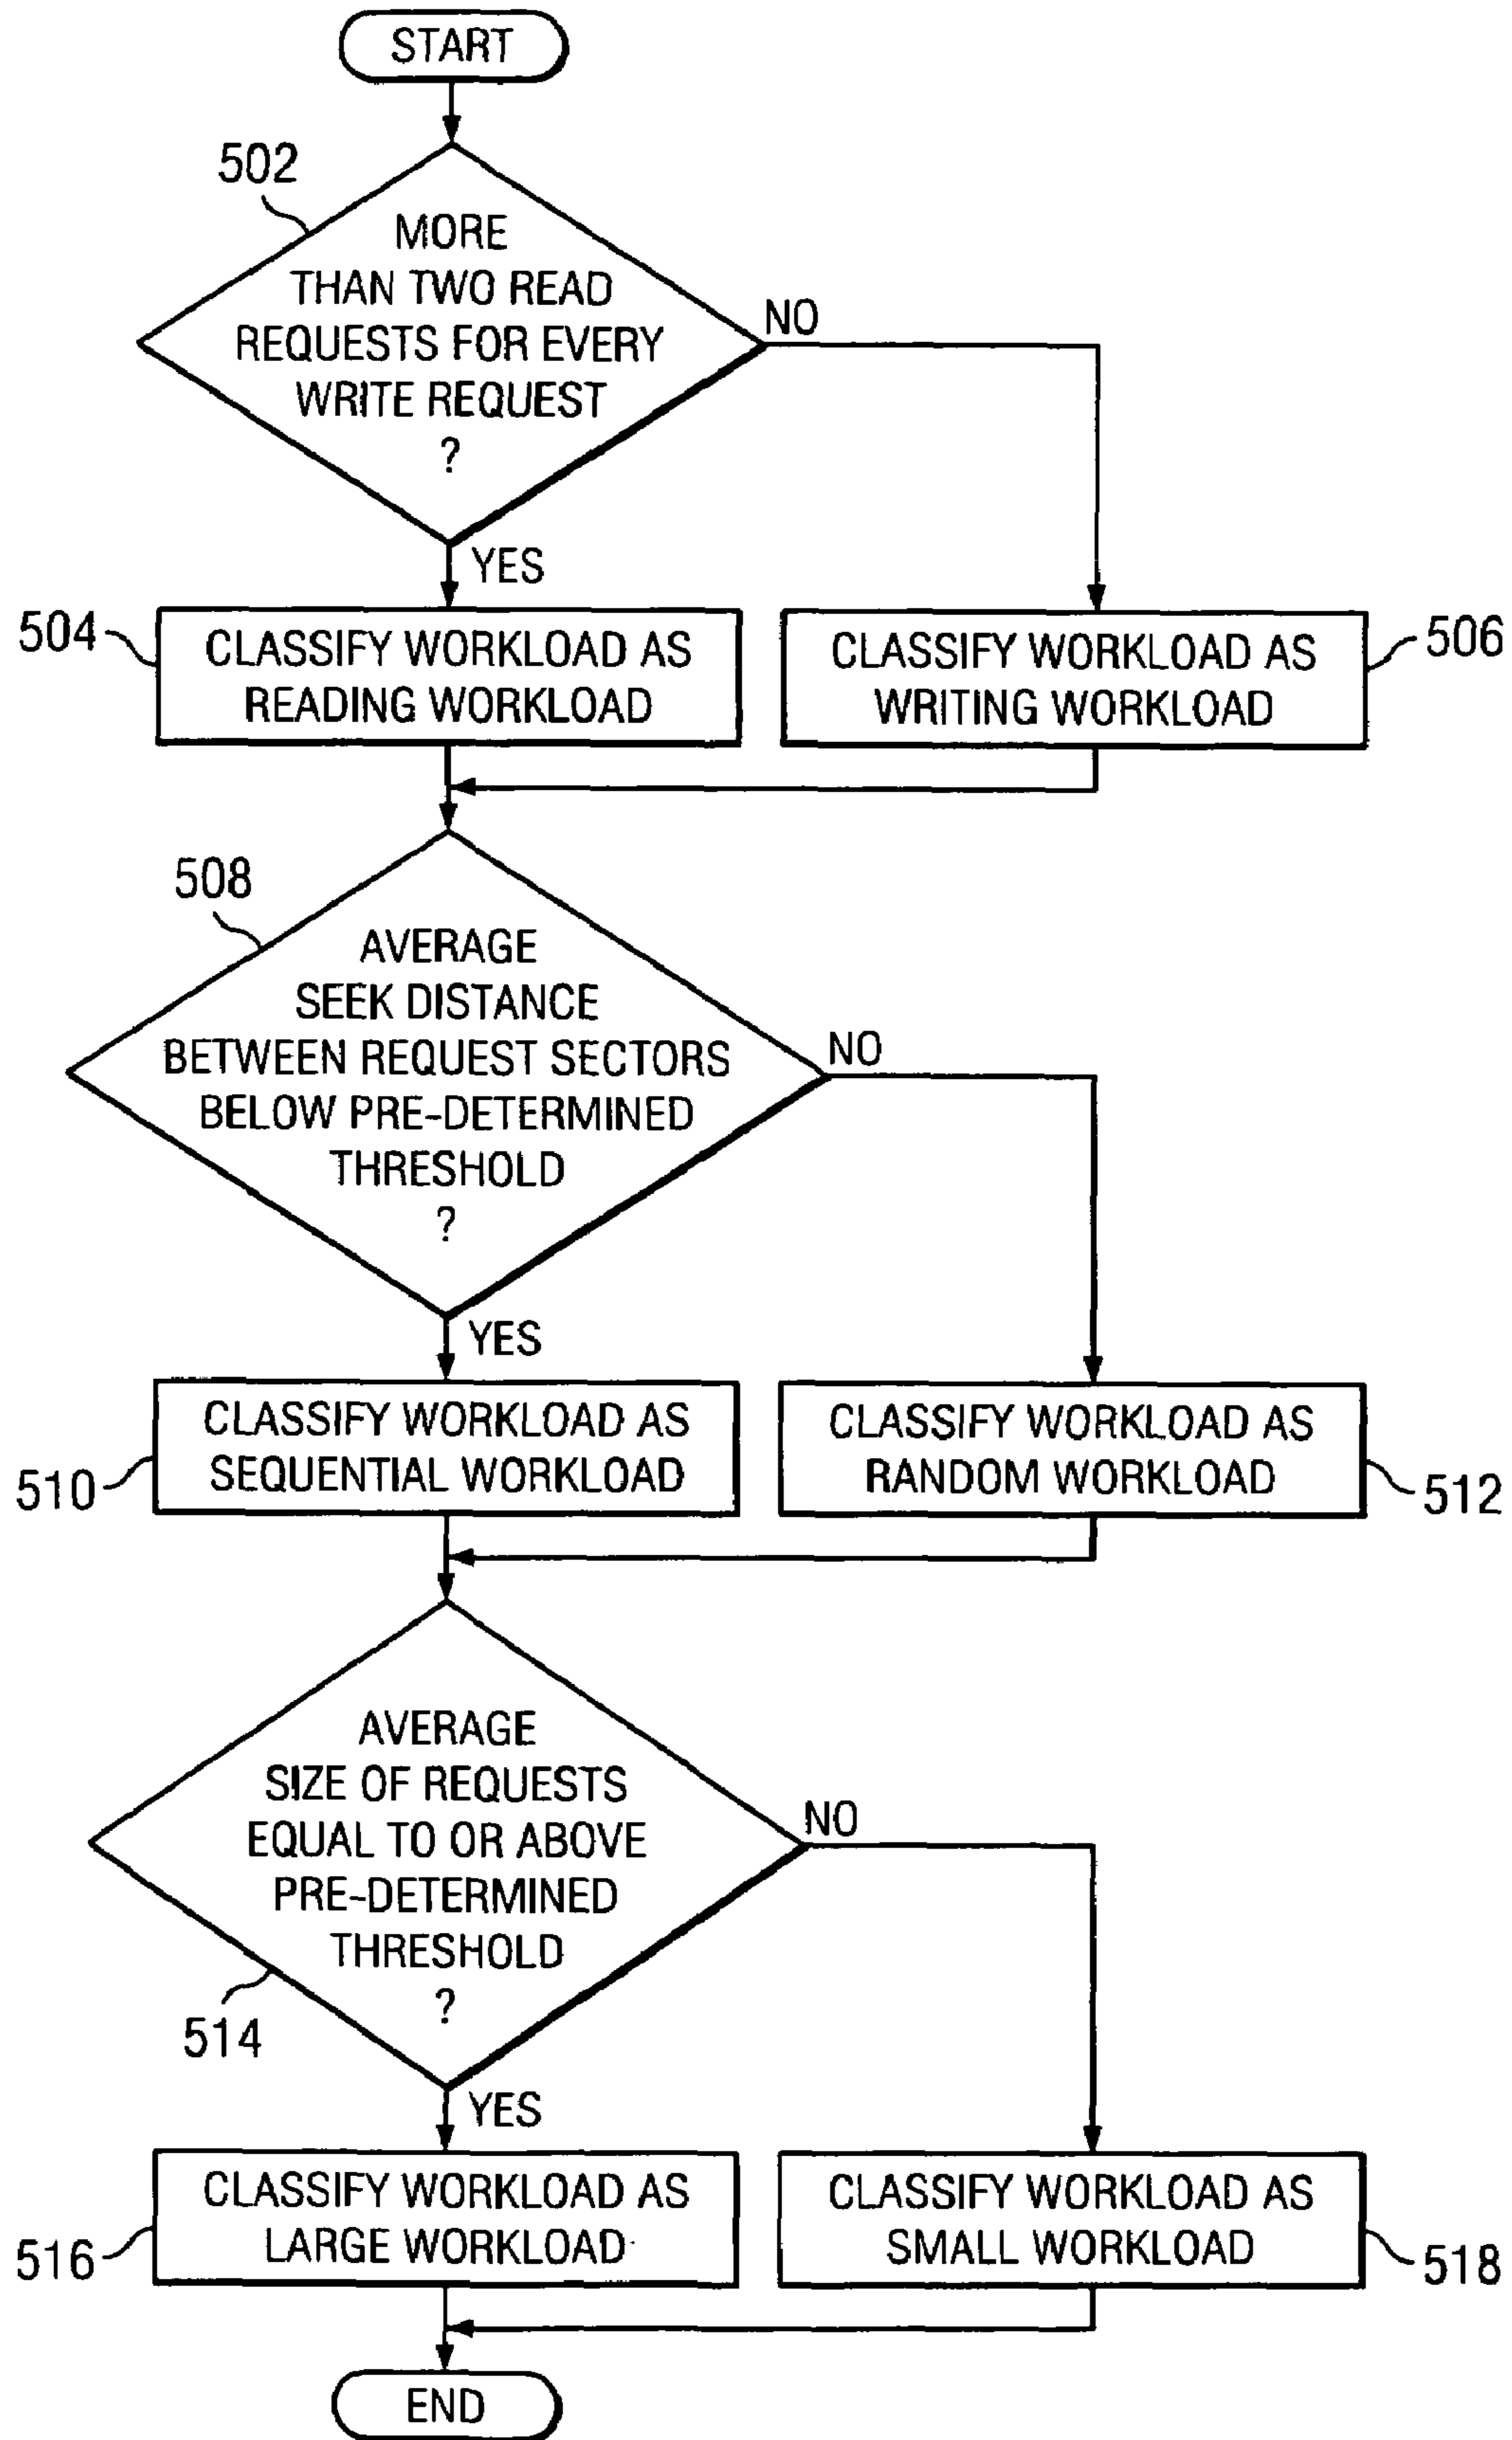 START
502
MORE
THAN TWO READ
REQUESTS FOR EVERY
WRITE REQUEST
?
NO
YES
504
CLASSIFY WORKLOAD AS
READING WORKLOAD
CLASSIFY WORKLOAD AS
WRITING WORKLOAD
506
508
AVERAGE
SEEK DISTANCE
BETWEEN REQUEST SECTORS
BELOW PRE-DETERMINED
THRESHOLD
?
NO
YES
510
CLASSIFY WORKLOAD AS
SEQUENTIAL WORKLOAD
CLASSIFY WORKLOAD AS
RANDOM WORKLOAD
512
AVERAGE
SIZE OF REQUESTS
EQUAL TO OR ABOVE
PRE-DETERMINED
THRESHOLD
?
NO
514
YES
516
CLASSIFY WORKLOAD AS
LARGE WORKLOAD
CLASSIFY WORKLOAD AS
SMALL WORKLOAD
518
END